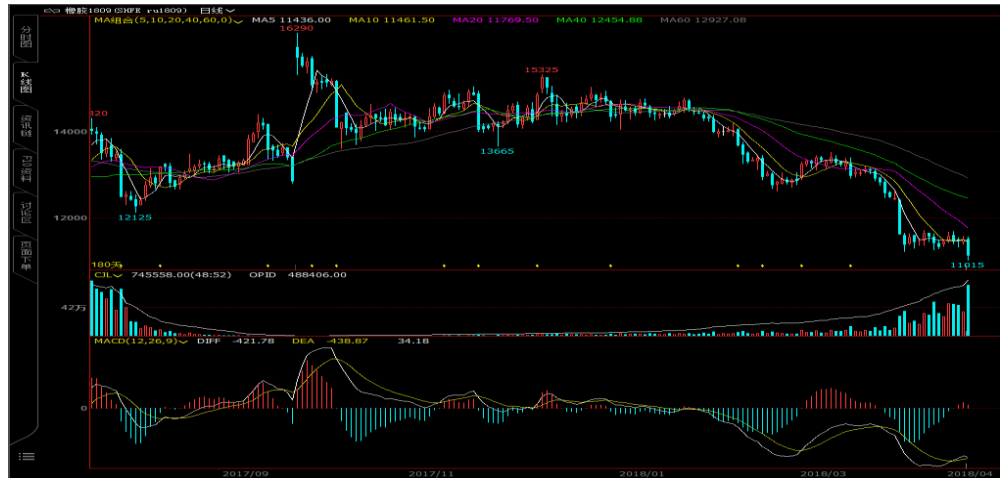 橡胶1809(SHFE ru1809) 日线
MA组合(5,10,20,40,60,0) MA5 11436.00 MA10 11461.50 MA20 11769.50 MA40 12454.88 MA60 12927.08
分时图
K线图
资讯树
F10资料
讨论区
页面下单
16290
15325
120
14000
13665
12000
12125
11015
180天
CJL 745558.00(48:52) OPID 488406.00
42万
MACD(12,26,9) DIFF -421.78 DEA -438.87 34.18
0
2017/09 2017/11 2018/01 2018/03 2018/04